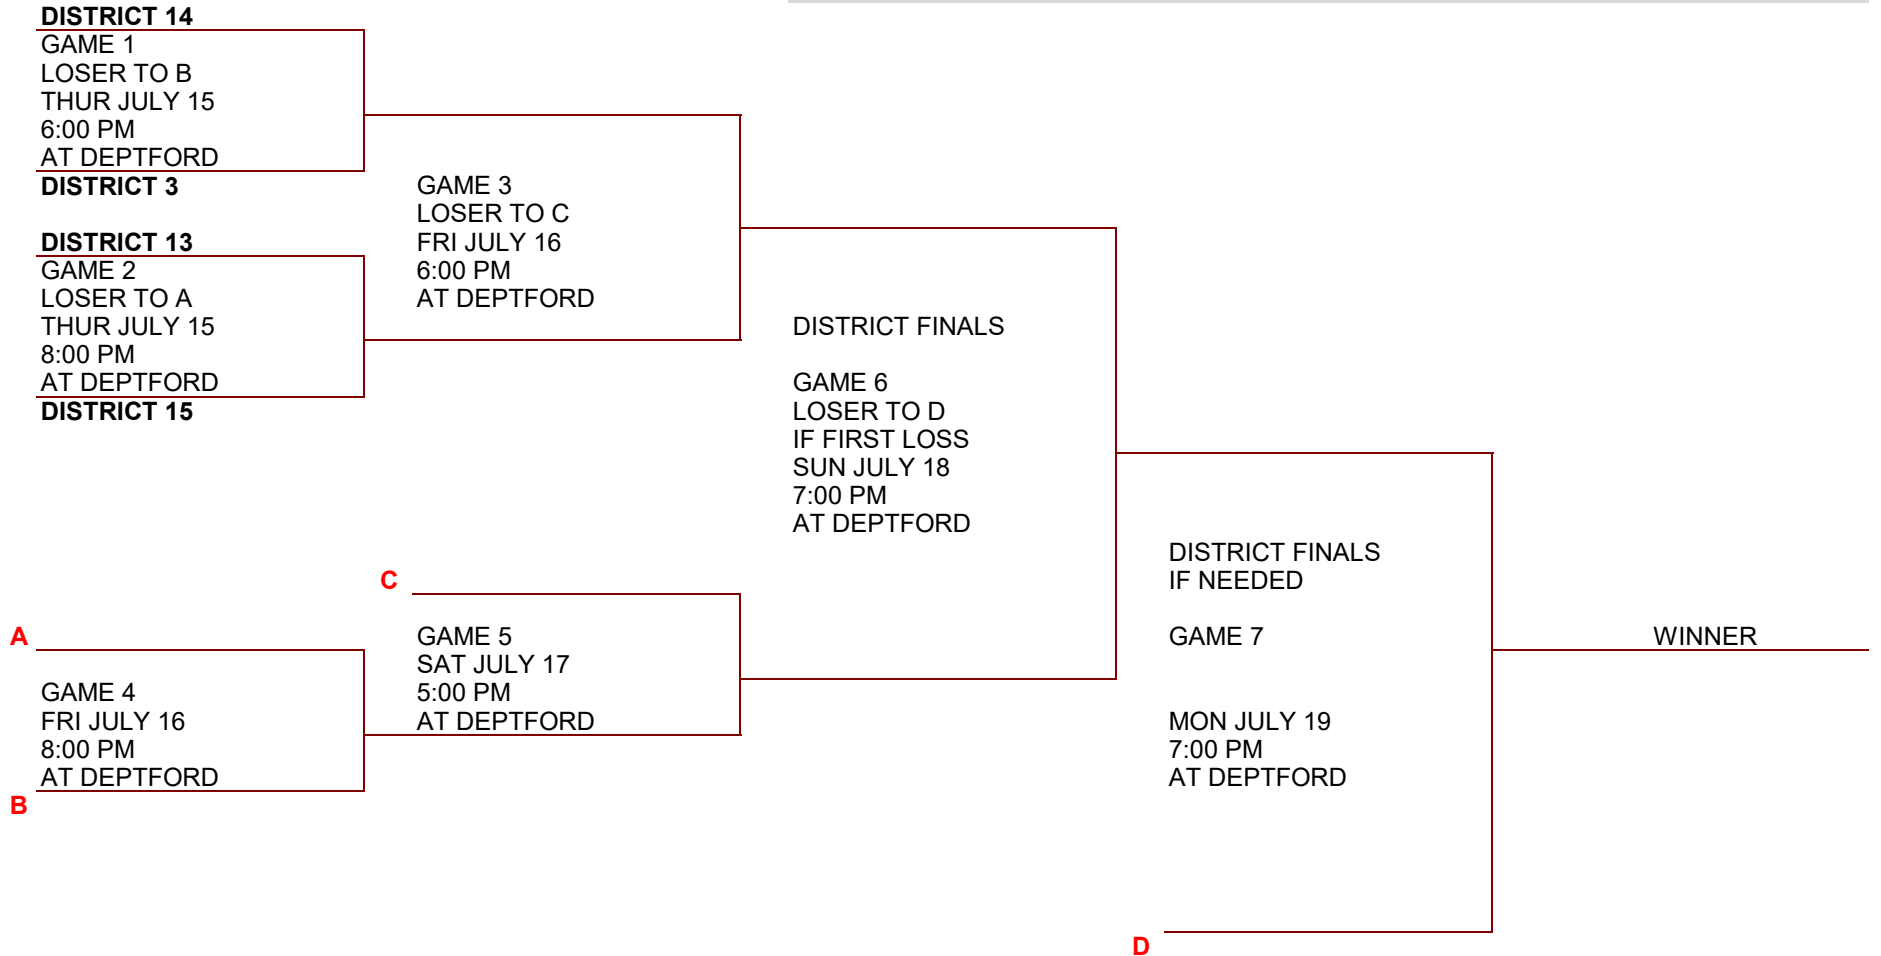 DISTRICT 14
GAME 1
LOSER TO B
THUR JULY 15
6:00 PM
AT DEPTFORD
DISTRICT 3
DISTRICT 13
GAME 2
LOSER TO A
THUR JULY 15
8:00 PM
AT DEPTFORD
DISTRICT 15
GAME 3
LOSER TO C
FRI JULY 16
6:00 PM
AT DEPTFORD
A
GAME 4
FRI JULY 16
8:00 PM
AT DEPTFORD
B
C
GAME 5
SAT JULY 17
5:00 PM
AT DEPTFORD
DISTRICT FINALS
GAME 6
LOSER TO D
IF FIRST LOSS
SUN JULY 18
7:00 PM
AT DEPTFORD
DISTRICT FINALS
IF NEEDED
GAME 7
MON JULY 19
7:00 PM
AT DEPTFORD
D
WINNER